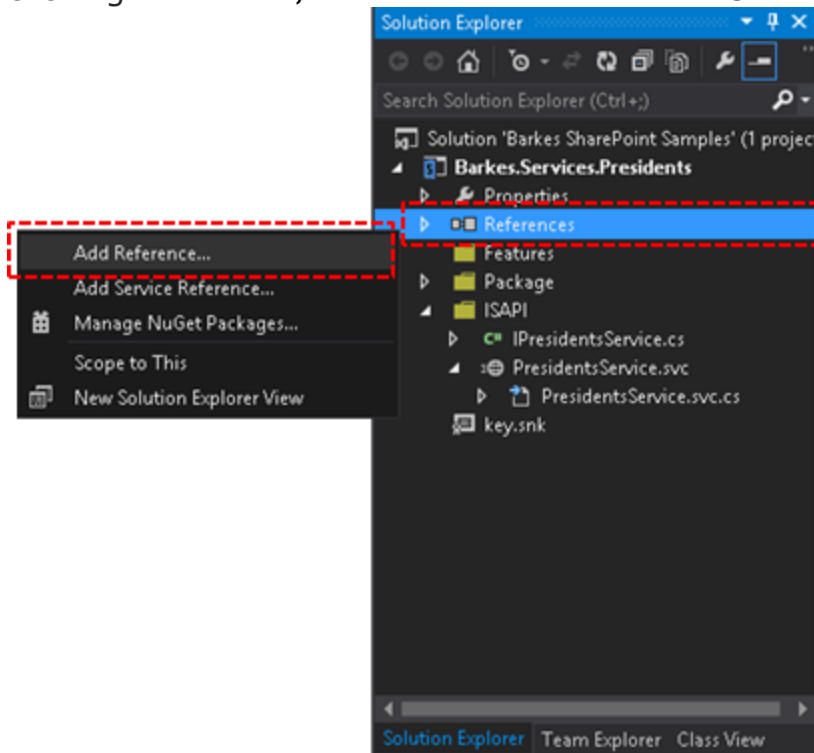 Solution Explorer
Search Solution Explorer (Ctrl+;)
Solution 'Barkes SharePoint Samples' (1 projec
Barkes.Services.Presidents
Properties
References
Features
Package
ISAPI
IPresidentsService.cs
PresidentsService.svc
PresidentsService.svc.cs
key.snk
Add Reference...
Add Service Reference...
Manage NuGet Packages...
Scope to This
New Solution Explorer View
Solution Explorer Team Explorer Class View